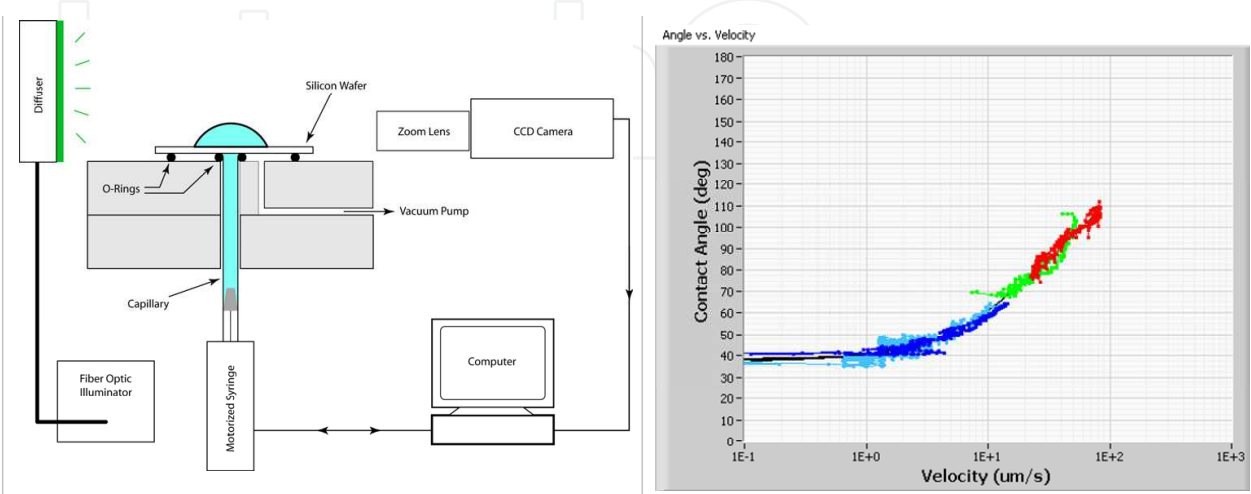 Diffuser
Silicon Wafer
Zoom Lens
CCD Camera
O-Rings
Vacuum Pump
Capillary
Fiber Optic
Illuminator
Motorized Syringe
Computer
Angle vs. Velocity
Contact Angle (deg)
180
170
160
150
140
130
120
110
100
90
80
70
60
50
40
30
20
10
0
1E-1
1E+0
1E+1
1E+2
1E+3
Velocity (um/s)